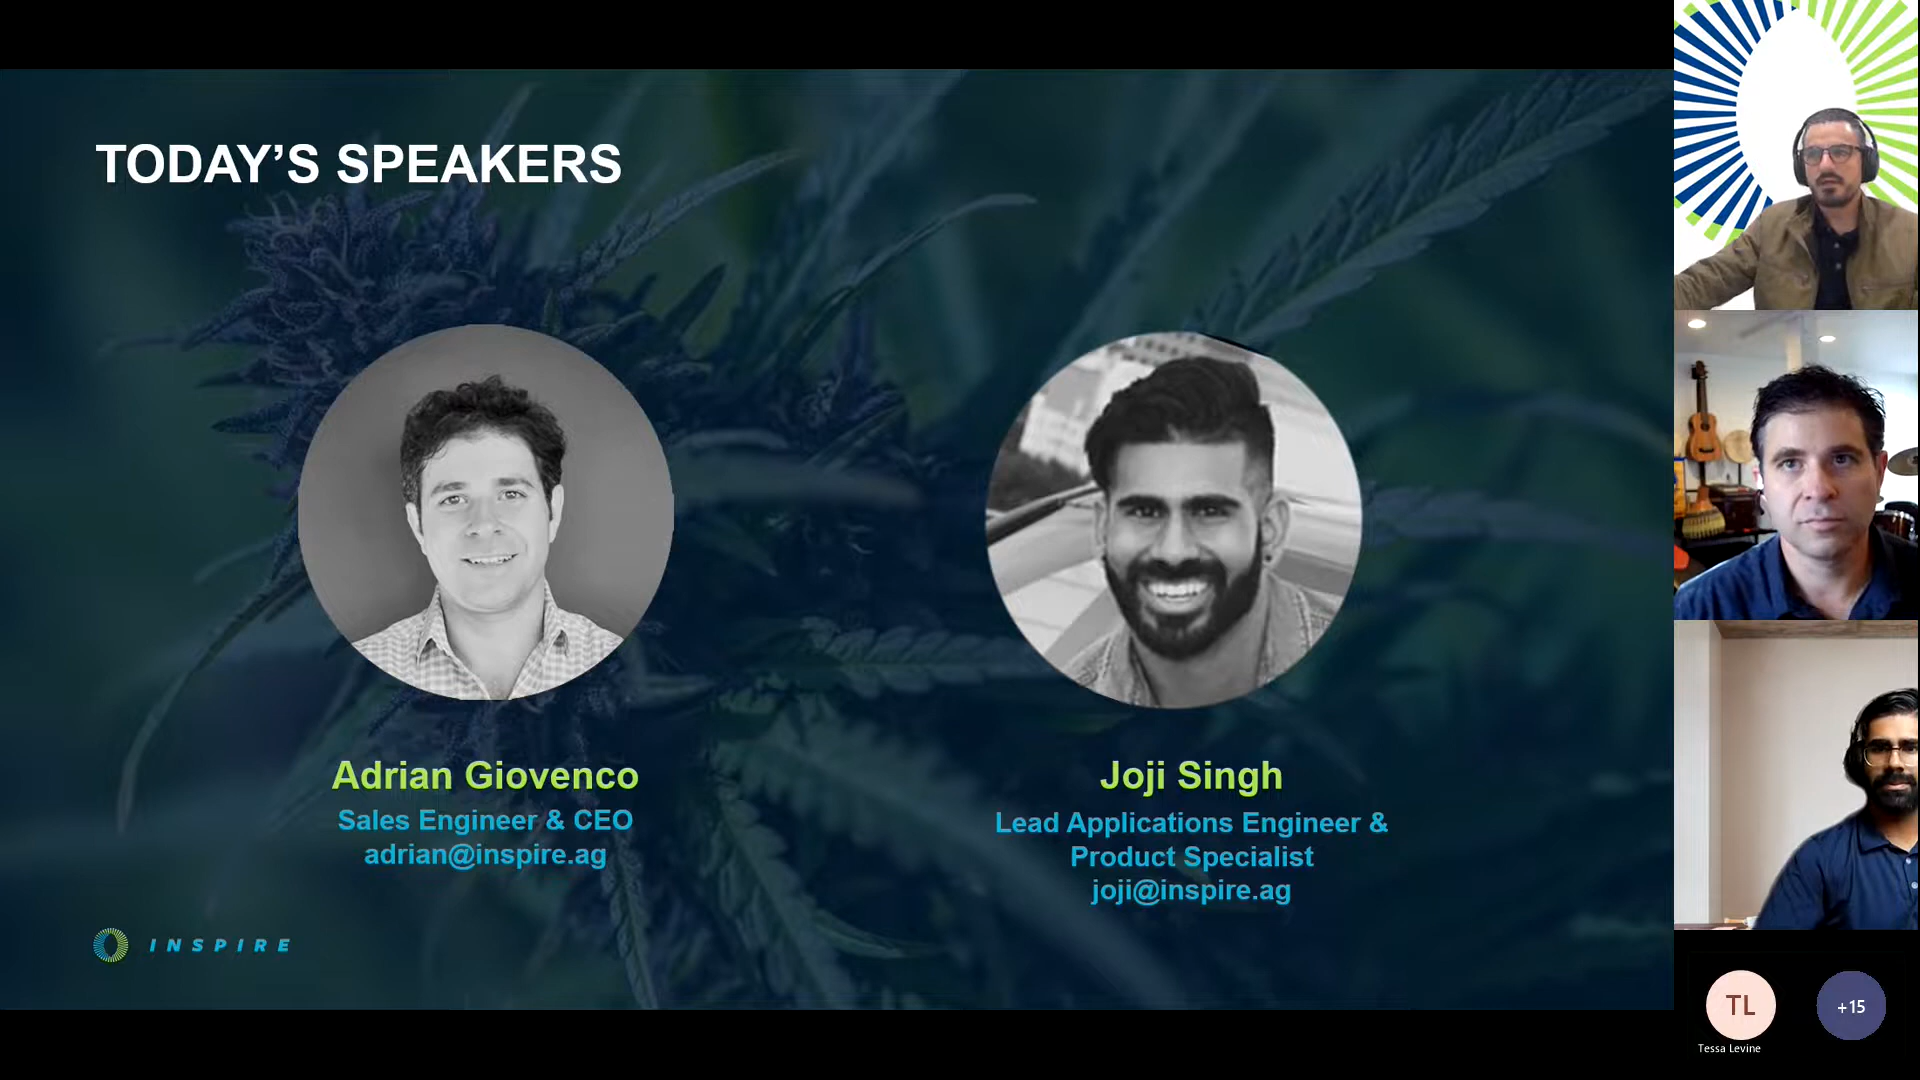 TODAY’S SPEAKERS
Adrian Giovenco
Sales Engineer & CEO
adrian@inspire.ag
Joji Singh
Lead Applications Engineer &
Product Specialist
joji@inspire.ag
INSPIRE
TL
+15
Tessa Levine